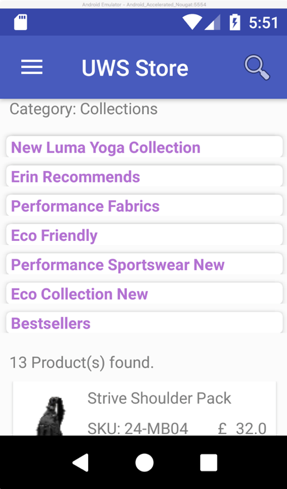 Android Emulator - Android_Accelerated_Nougat:5554
5:51
UWS Store
Category: Collections
New Luma Yoga Collection
Erin Recommends
Performance Fabrics
Eco Friendly
Performance Sportswear New
Eco Collection New
Bestsellers
13 Product(s) found.
Strive Shoulder Pack
SKU: 24-MB04 £ 32.0